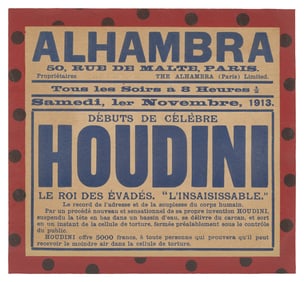 ALHAMBRA
50, RUE DE MALTE, PARIS.
Propriétaires THE ALHAMBRA (Paris) Limited.
Tous les Soirs a 8 Heures ½
Samedi, 1er Novembre, 1913.
DÉBUTS DE CÉLÈBRE
HOUDINI
LE ROI DES ÉVADÉS. "L'INSAISISSABLE."
Le record de l'adresse et de la souplesse du corps humain.
Par un procédé nouveau et sensationnel de sa propre invention HOUDINI,
suspendu la tête en bas dans un bassin d'eau, se délivre du carcan, et sort
en un instant de la cellule de torture, fermée préalablement sous le contrôle
du public.
HOUDINI offre 5000 francs, à toute personne qui prouvera qu'il peut
recevoir le moindre air dans la cellule de torture.